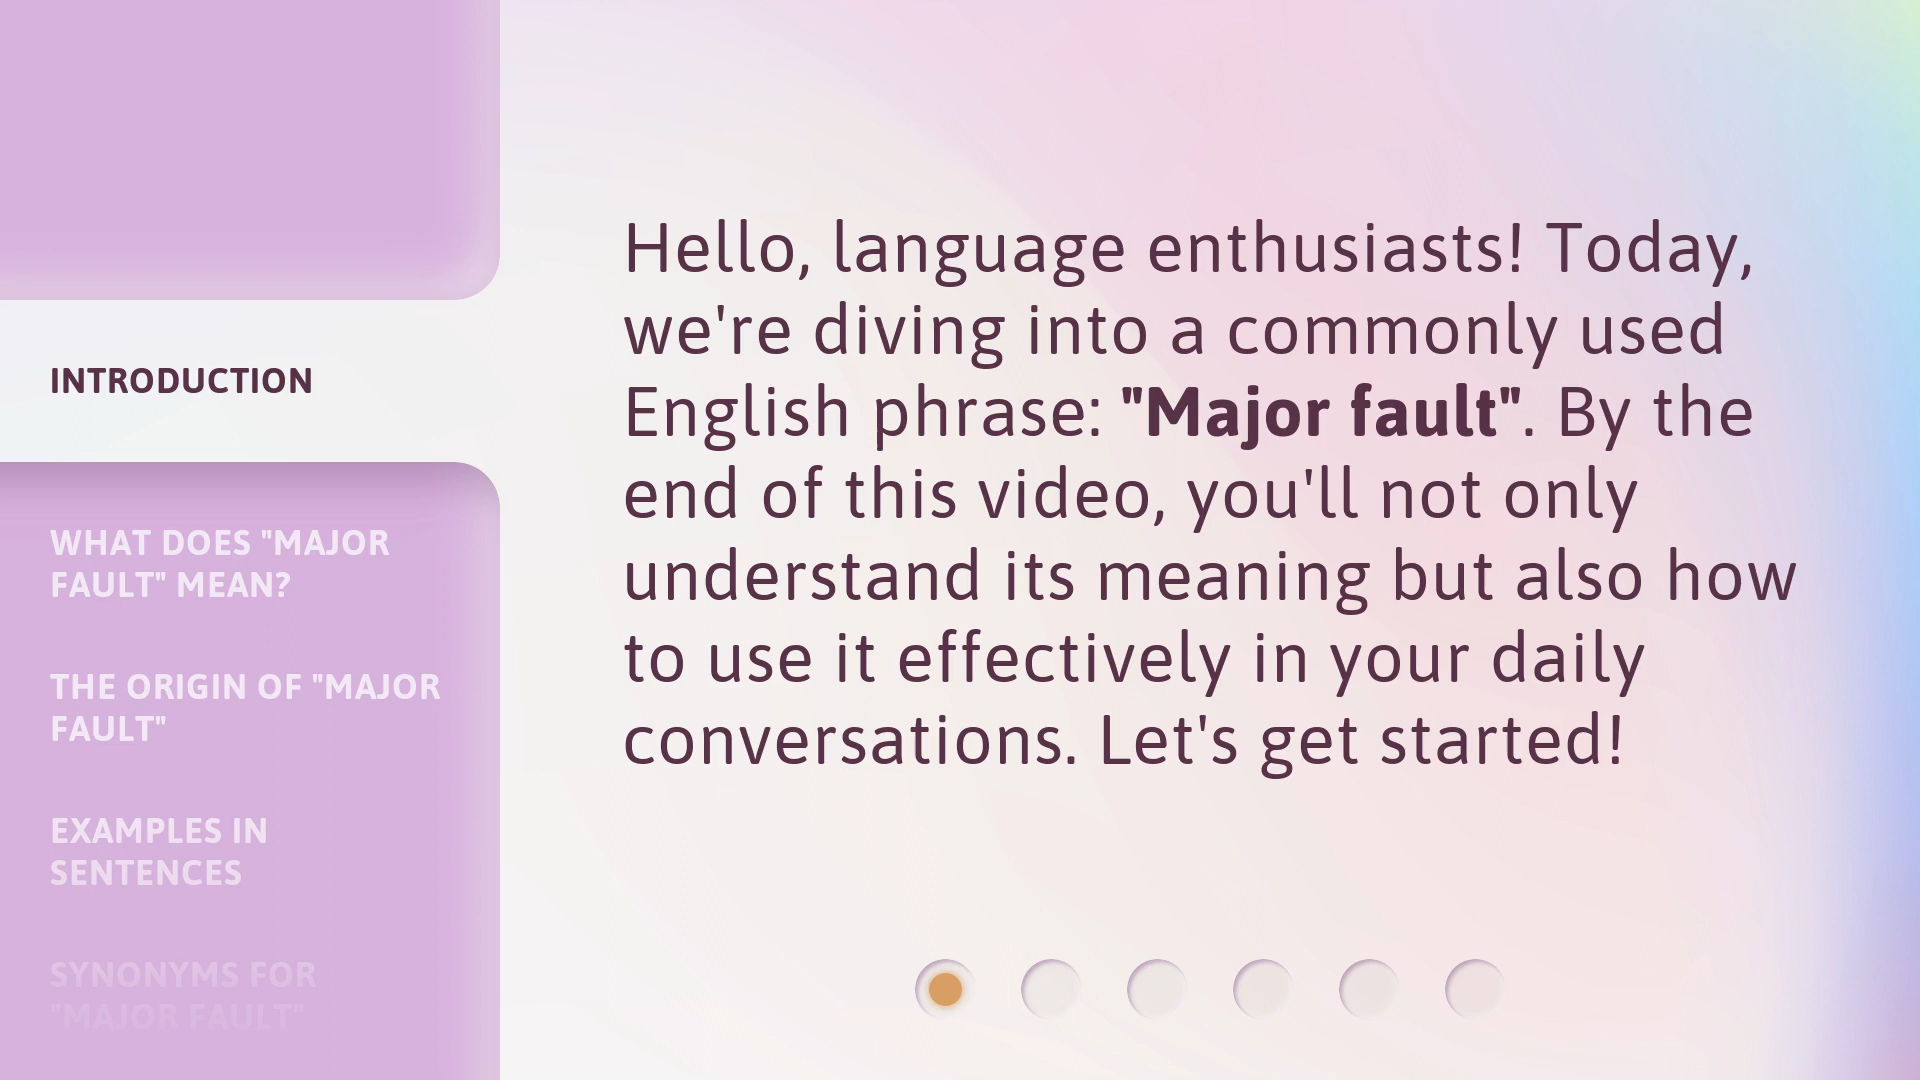 INTRODUCTION
WHAT DOES "MAJOR
FAULT" MEAN?
THE ORIGIN OF "MAJOR
FAULT"
EXAMPLES IN
SENTENCES
SYNONYMS FOR
"MAJOR FAULT"
Hello, language enthusiasts! Today,
we're diving into a commonly used
English phrase: "Major fault". By the
end of this video, you'll not only
understand its meaning but also how
to use it effectively in your daily
conversations. Let's get started!